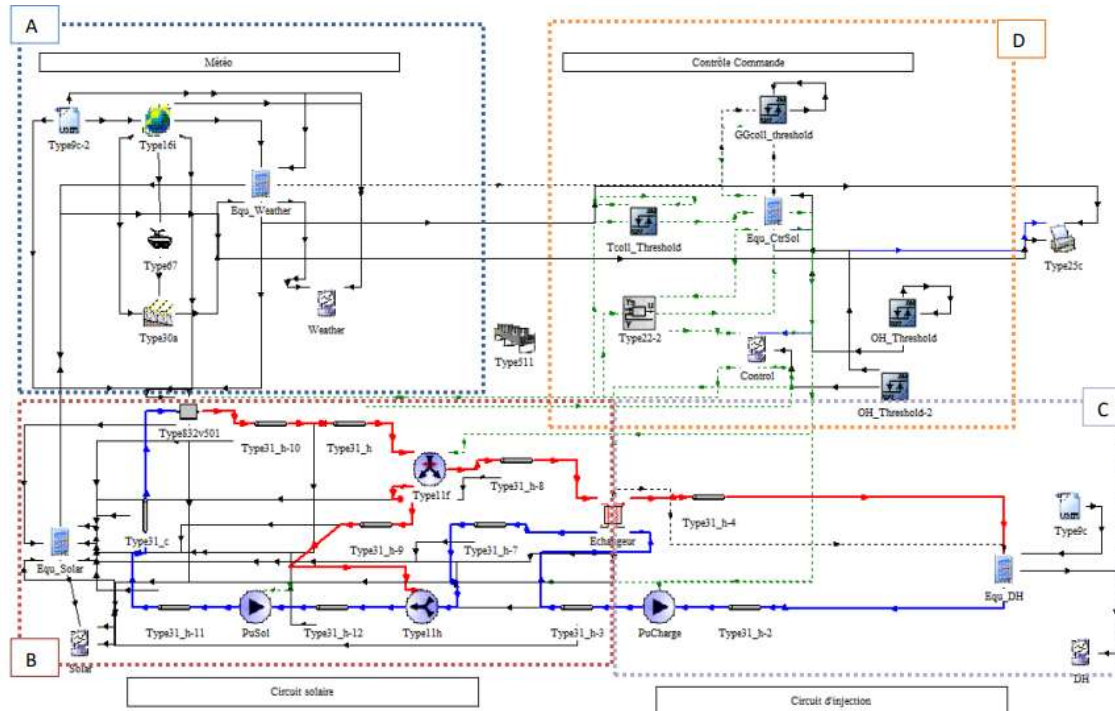 A
D
Météo
Contrôle Commande
Type9c-2
Type16i
GGcoll_threshold
Equ_Weather
Tcoll_Threshold
Equ_CtrSol
Type25c
Type67
Type30a
Weather
Type511
Type22-2
OH_Threshold
Control
OH_Threshold-2
C
Type832v501
Type31_h-10
Type31_h
Type11f
Type31_h-8
Type31_h-4
Type9c
Type31_c
Type31_h-9
Type31_h-7
Echangeur
Equ_Solar
Equ_DH
Type31_h-11
PuSol
Type31_h-12
Type11h
Type31_h-3
PuCharge
Type31_h-2
B
Solar
DH
Circuit solaire
Circuit d'injection